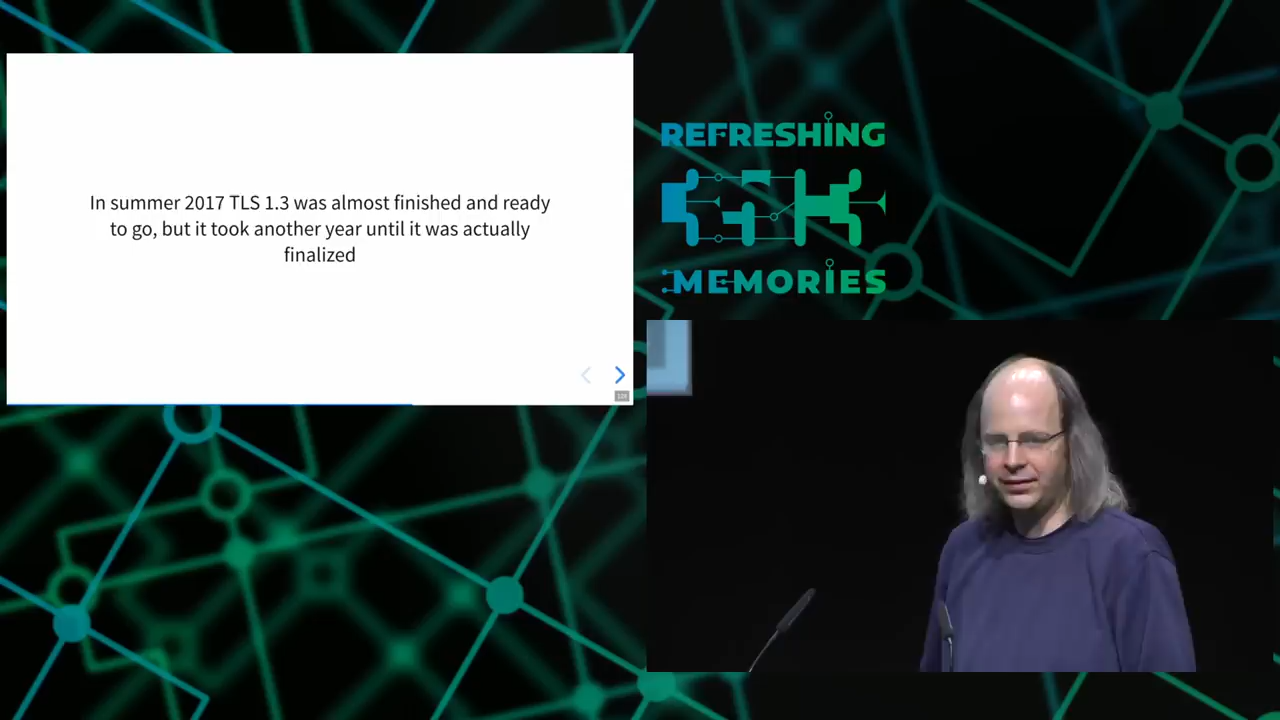 In summer 2017 TLS 1.3 was almost finished and ready
to go, but it took another year until it was actually
finalized
REFRESHING
MEMORIES